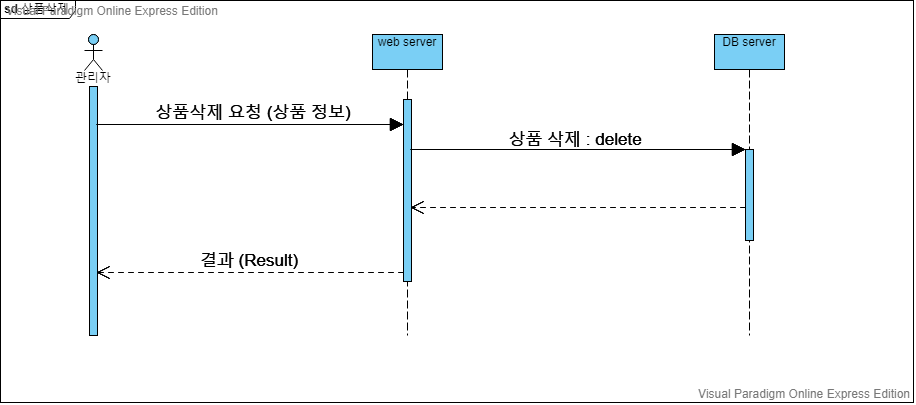 sd 상품삭제
Visual Paradigm Online Express Edition
관리자
web server
DB server
상품삭제 요청 (상품 정보)
상품 삭제 : delete
결과 (Result)
Visual Paradigm Online Express Edition